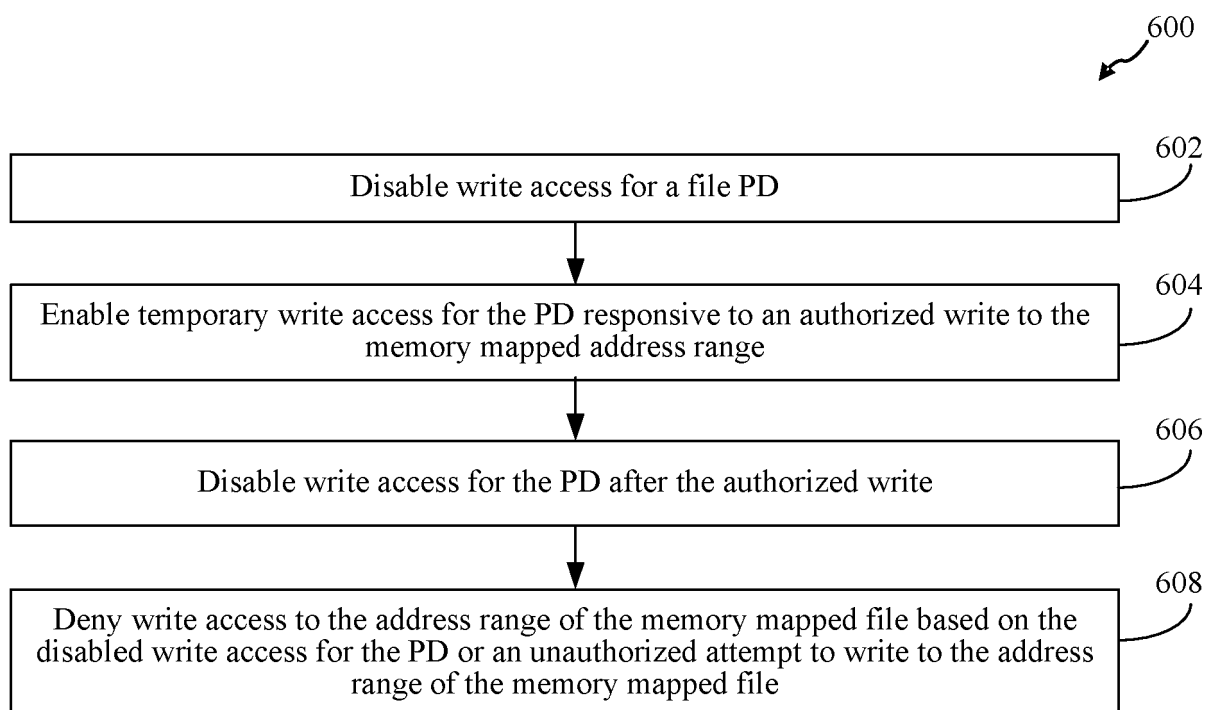 600
602
Disable write access for a file PD
604
Enable temporary write access for the PD responsive to an authorized write to the
memory mapped address range
606
Disable write access for the PD after the authorized write
608
Deny write access to the address range of the memory mapped file based on the
disabled write access for the PD or an unauthorized attempt to write to the address
range of the memory mapped file